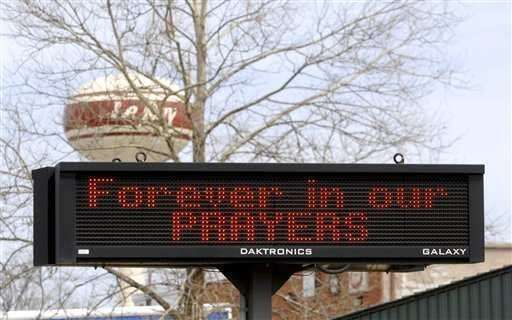 Forever in our
PRAYERS
DAKTRONICS GALAXY